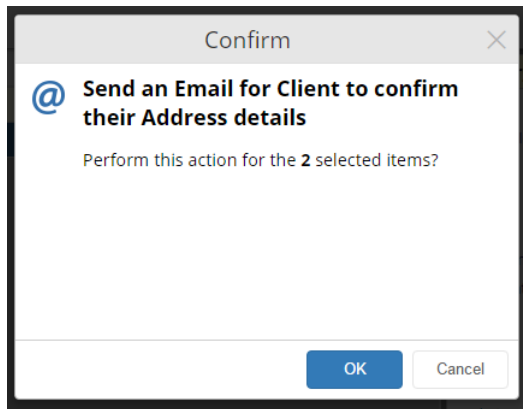 Confirm
@
Send an Email for Client to confirm
their Address details
Perform this action for the 2 selected items?
OK
Cancel